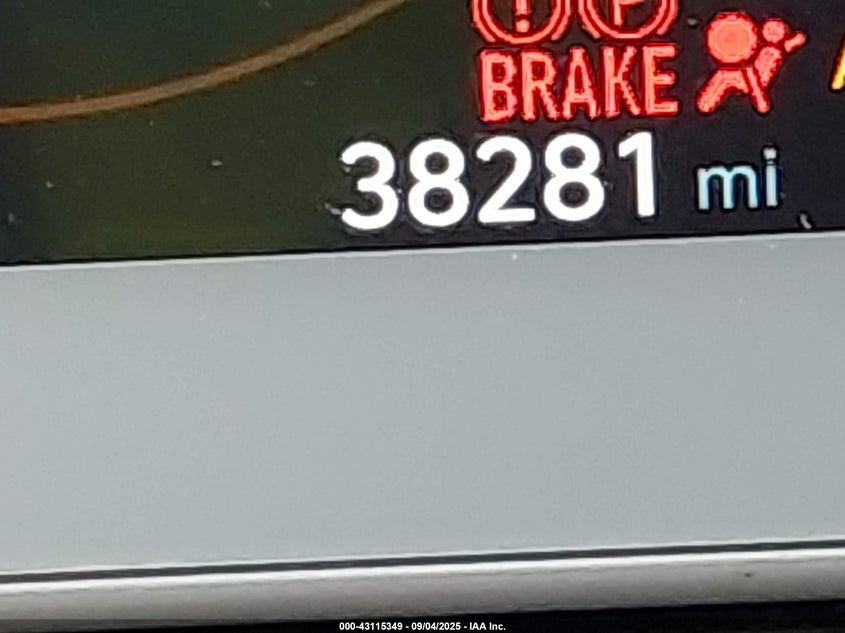 ! P
BRAKE
38281 mi
000-43115349 - 09/04/2025 - IAA Inc.